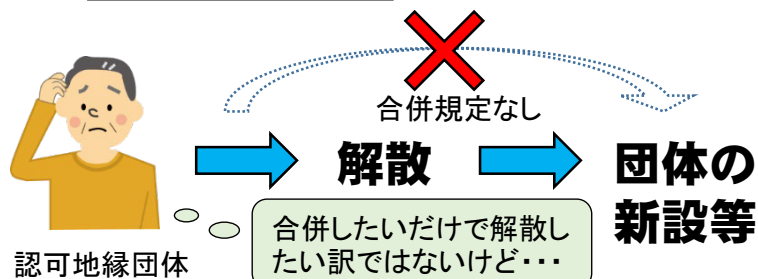 合併規定なし
解散
団体の
新設等
合併したいだけで解散し
たい訳ではないけど・・・
認可地縁団体